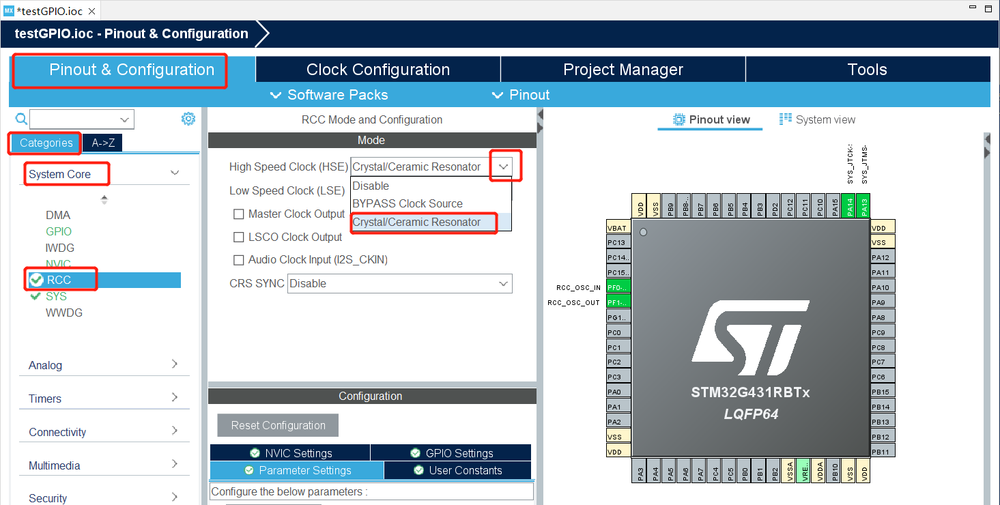 MX *testGPIO.ioc
testGPIO.ioc - Pinout & Configuration
Pinout & Configuration
Clock Configuration
Project Manager
Tools
Software Packs
Pinout
Categories
A->Z
System Core
DMA
GPIO
IWDG
NVIC
RCC
SYS
WWDG
Analog
Timers
Connectivity
Multimedia
Security
RCC Mode and Configuration
Mode
High Speed Clock (HSE) Crystal/Ceramic Resonator
Disable
BYPASS Clock Source
Crystal/Ceramic Resonator
Low Speed Clock (LSE)
Master Clock Output
LSCO Clock Output
Audio Clock Input (I2S_CKIN)
CRS SYNC Disable
Configuration
Reset Configuration
NVIC Settings
GPIO Settings
Parameter Settings
User Constants
Configure the below parameters :
Pinout view
System view
SYS_JTCK-
SYS_JTMS-
VDD
VSS
PB9
PB8-..
PB7
PB6
PB5
PB4
PB3
PD2
PC12
PC11
PC10
PA15
PA14
PA13
VBAT
PC13
PC14..
PC15..
RCC_OSC_IN
PF0-..
RCC_OSC_OUT
PF1-..
PG1..
PC0
PC1
PC2
PC3
PA0
PA1
PA2
VSS
VDD
VDD
VSS
PA12
PA11
PA10
PA9
PA8
PC9
PC8
PC7
PC6
PB15
PB14
PB13
PB12
PB11
ST
STM32G431RBTx
LQFP64
PA3
PA4
PA5
PA6
PA7
PC4
PC5
PB0
PB1
PB2
VSSA
VRE..
VDDA
PB10
VSS
VDD